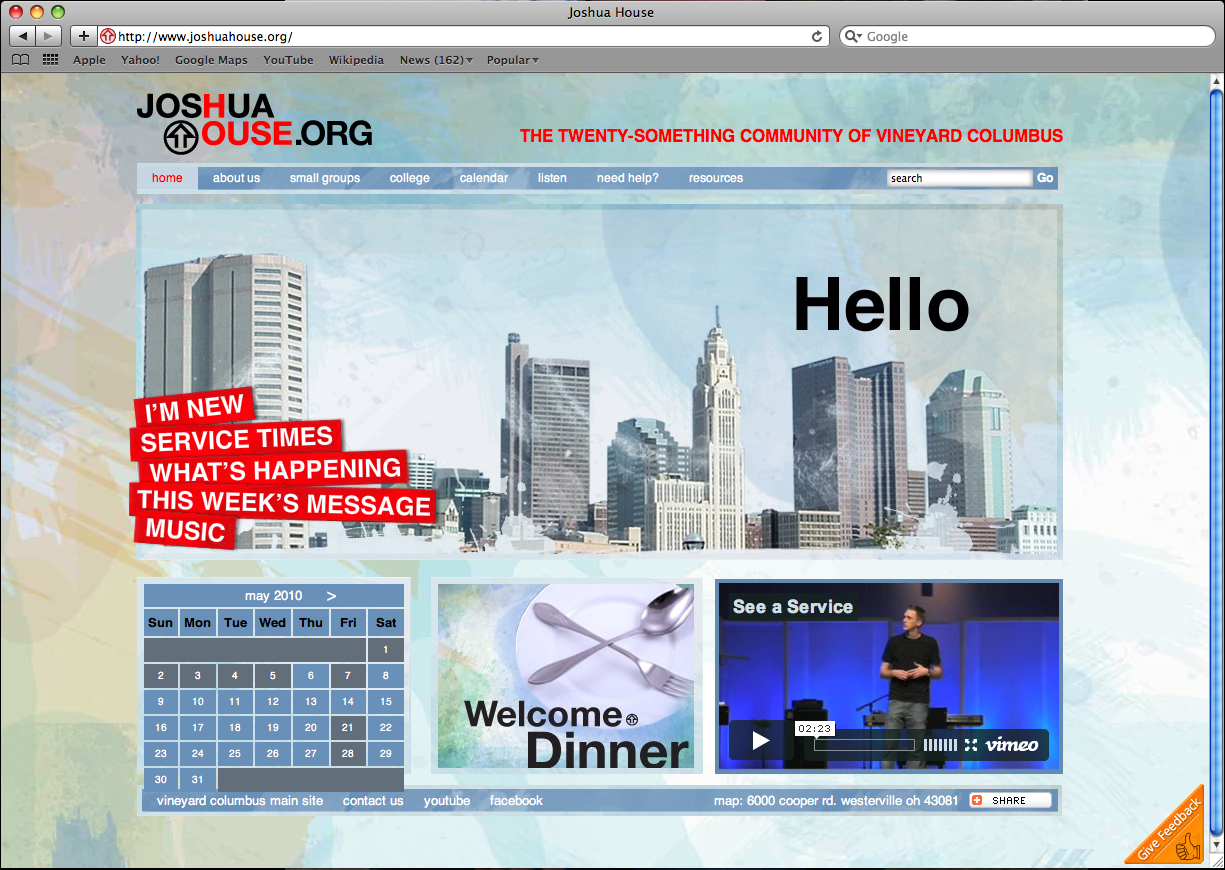 Joshua House
http://www.joshuahouse.org/
Google
Apple Yahoo! Google Maps YouTube Wikipedia News (162) Popular
JOSHUA
OUSE.ORG
THE TWENTY-SOMETHING COMMUNITY OF VINEYARD COLUMBUS
home about us small groups college calendar listen need help? resources search Go
Hello
I'M NEW
SERVICE TIMES
WHAT'S HAPPENING
THIS WEEK'S MESSAGE
MUSIC
may 2010 >
Sun Mon Tue Wed Thu Fri Sat
1
2 3 4 5 6 7 8
9 10 11 12 13 14 15
16 17 18 19 20 21 22
23 24 25 26 27 28 29
30 31
Welcome
Dinner
See a Service
02:23
vimeo
vineyard columbus main site contact us youtube facebook map: 6000 cooper rd. westerville oh 43081 SHARE
Give Feedback